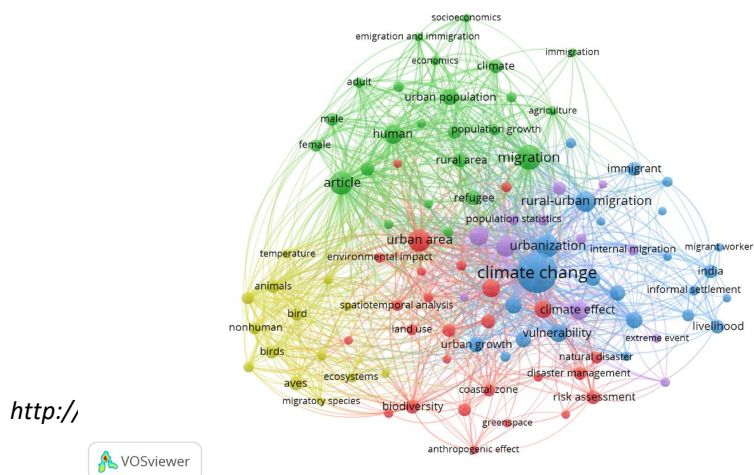 socioeconomics
emigration and immigration
immigration
economics
climate
adult
urban population
agriculture
male
human
population growth
female
rural area
migration
immigrant
article
refugee
rural-urban migration
population statistics
urban area
urbanization
internal migration
migrant worker
temperature
environmental impact
climate change
india
animals
informal settlement
bird
spatiotemporal analysis
climate effect
nonhuman
land use
vulnerability
livelihood
urban growth
extreme event
birds
natural disaster
ecosystems
disaster management
aves
coastal zone
migratory species
biodiversity
risk assessment
http://
greenspace
anthropogenic effect
VOSviewer